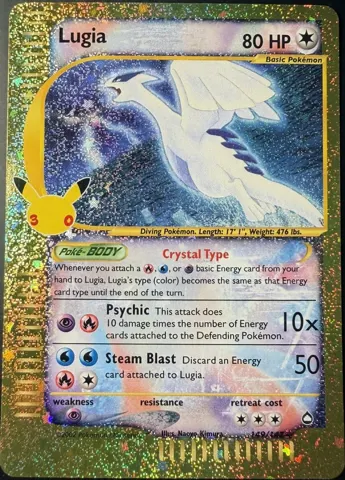 Lugia
80 HP
Basic Pokémon
30
Diving Pokémon. Length: 17' 1", Weight: 476 lbs.
Poké-BODY
Crystal Type
Whenever you attach a , , or basic Energy card from your
hand to Lugia, Lugia's type (color) becomes the same as that Energy
card type until the end of the turn.
Psychic This attack does
10 damage times the number of Energy
cards attached to the Defending Pokémon.
10x
Steam Blast Discard an Energy
card attached to Lugia.
50
weakness resistance retreat cost
Illus. Naoyo Kimura